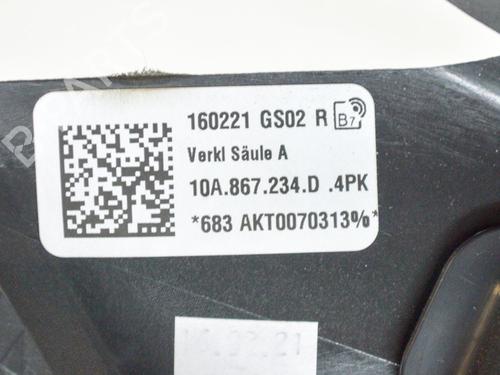 160221 GS02 R B7
Verkl Säule A
10A.867.234.D .4PK
*683 AKT0070313%*